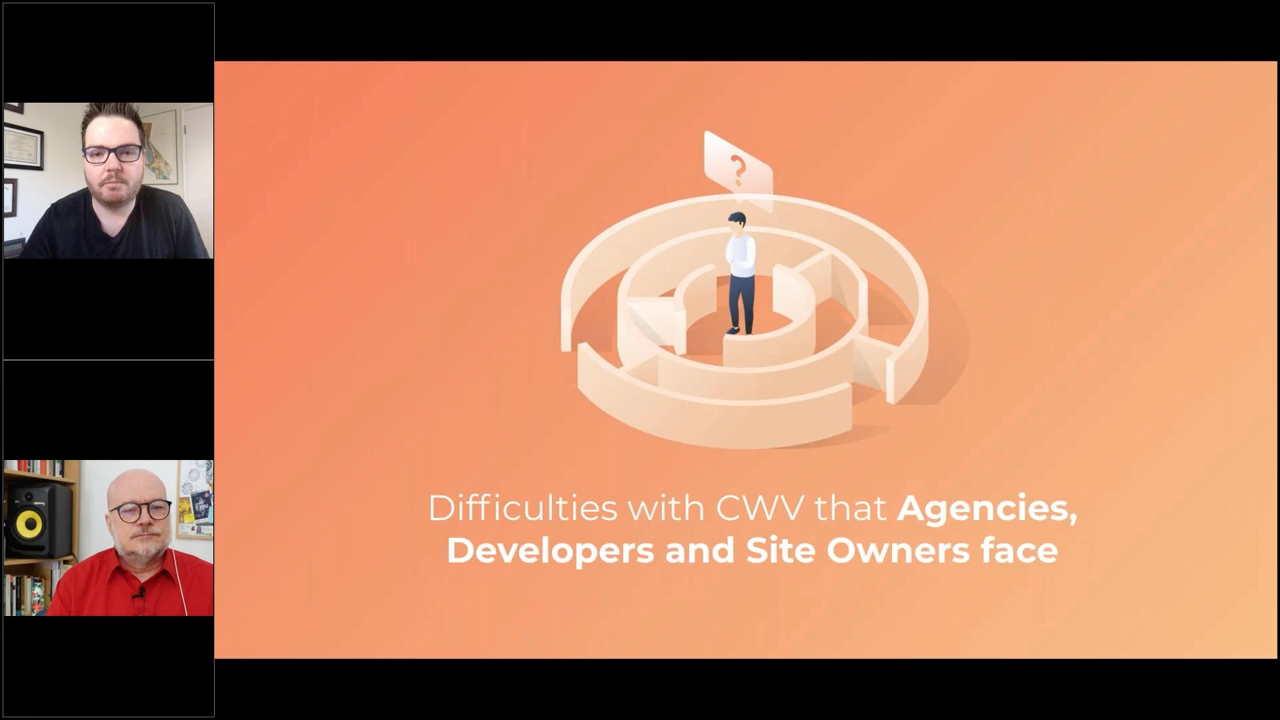 ?
Difficulties with CWV that Agencies,
Developers and Site Owners face